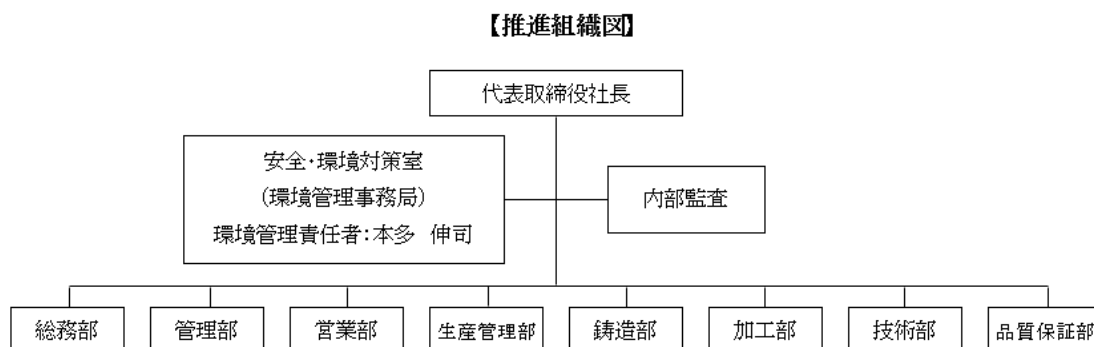 【推進組織図】
代表取締役社長
安全・環境対策室
(環境管理事務局)
環境管理責任者:本多 伸司
内部監査
総務部 管理部 営業部 生産管理部 鋳造部 加工部 技術部 品質保証部